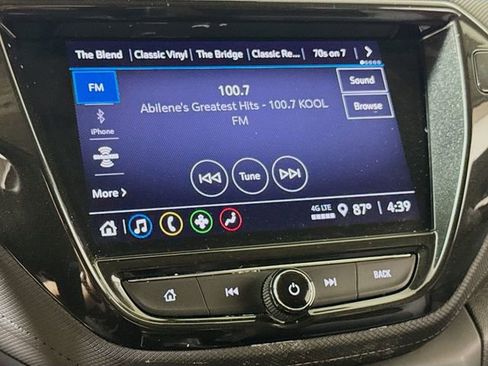 The Blend Classic Vinyl The Bridge Classic Re... 70s on 7
FM
100.7
Sound
Abilene's Greatest Hits - 100.7 KOOL
FM
Browse
iPhone
Tune
More
4G LTE 87° 4:39
BACK